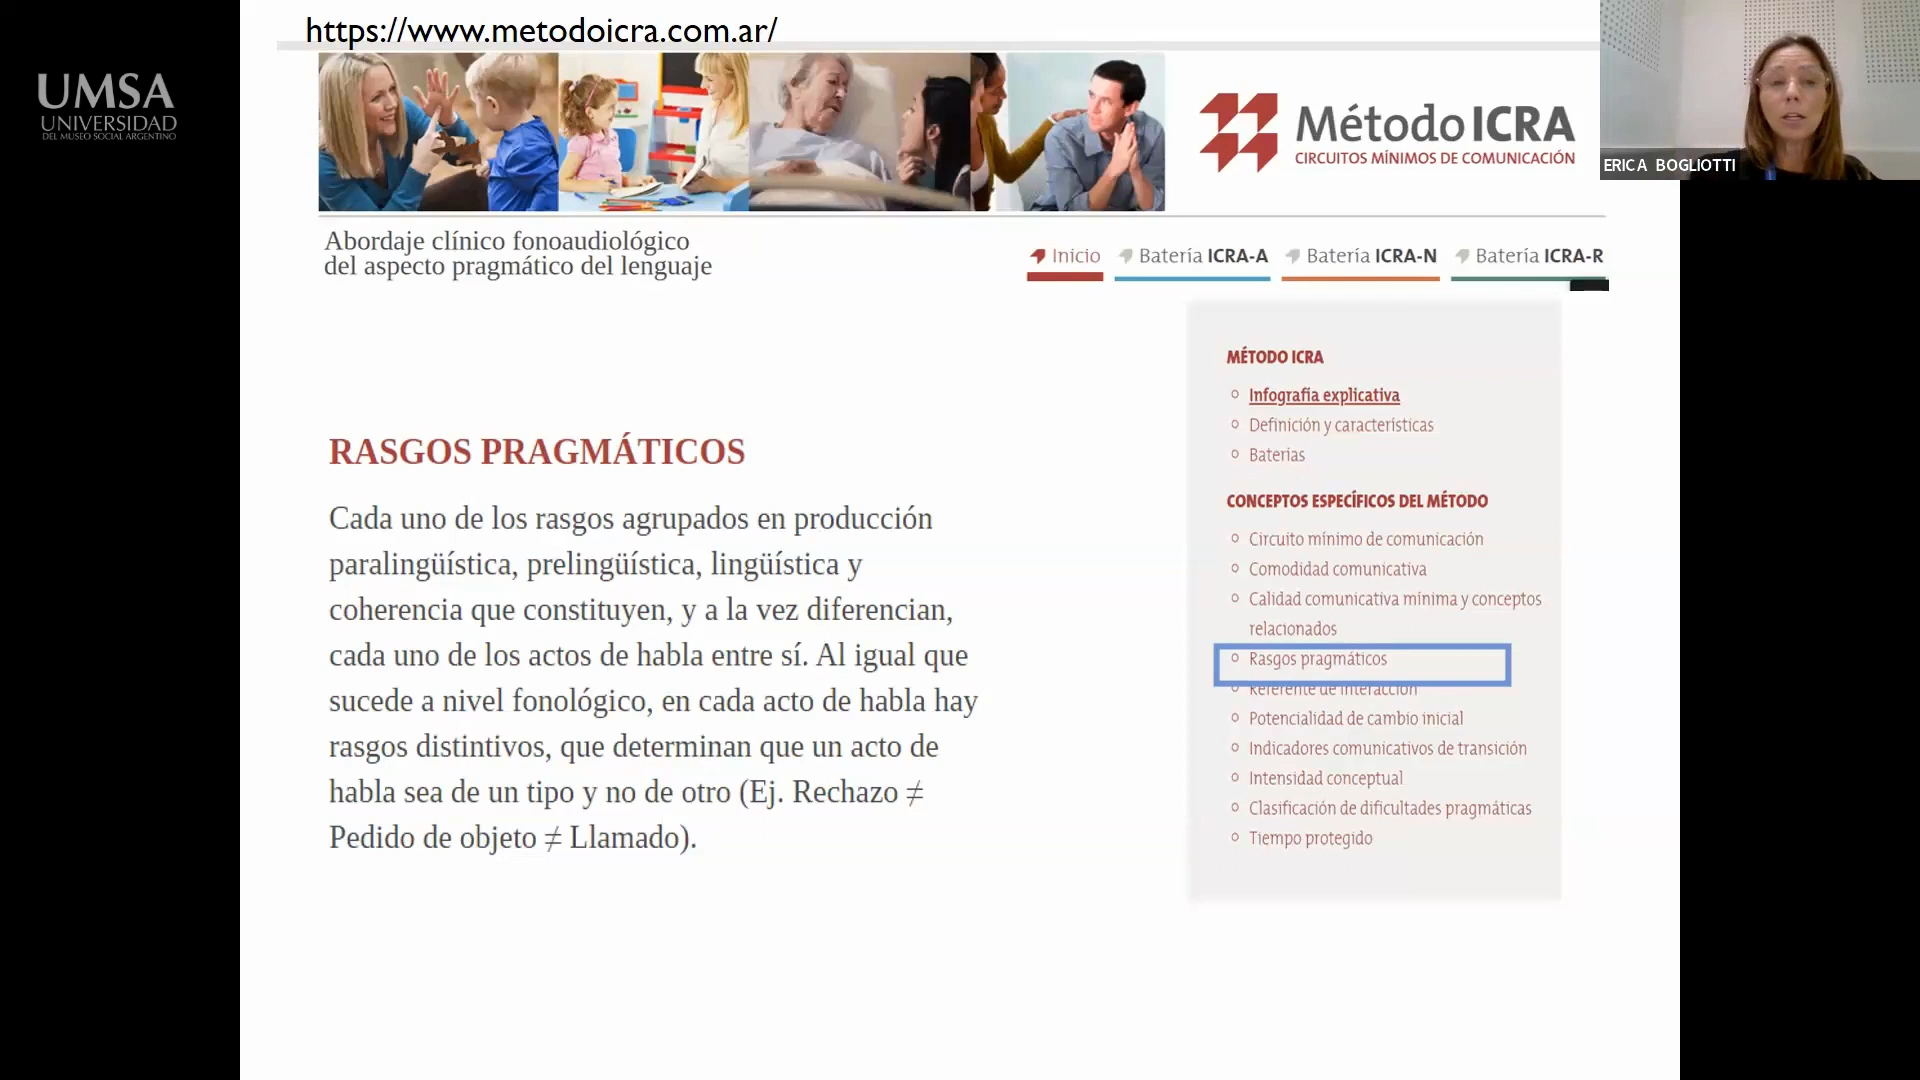 https://www.metodoicra.com.ar/
UMSA
UNIVERSIDAD
DEL MUSEO SOCIAL ARGENTINO
Método ICRA
CIRCUITOS MÍNIMOS DE COMUNICACIÓN
ERICA BOGLIOTTI
Abordaje clínico fonoaudiológico
del aspecto pragmático del lenguaje
Inicio
Batería ICRA-A
Batería ICRA-N
Batería ICRA-R
RASGOS PRAGMÁTICOS
Cada uno de los rasgos agrupados en producción
paralingüística, prelingüística, lingüística y
coherencia que constituyen, y a la vez diferencian,
cada uno de los actos de habla entre sí. Al igual que
sucede a nivel fonológico, en cada acto de habla hay
rasgos distintivos, que determinan que un acto de
habla sea de un tipo y no de otro (Ej. Rechazo ≠
Pedido de objeto ≠ Llamado).
MÉTODO ICRA
Infografía explicativa
Definición y características
Baterías
CONCEPTOS ESPECÍFICOS DEL MÉTODO
Circuito mínimo de comunicación
Comodidad comunicativa
Calidad comunicativa mínima y conceptos
relacionados
Rasgos pragmáticos
Referente de interacción
Potencialidad de cambio inicial
Indicadores comunicativos de transición
Intensidad conceptual
Clasificación de dificultades pragmáticas
Tiempo protegido